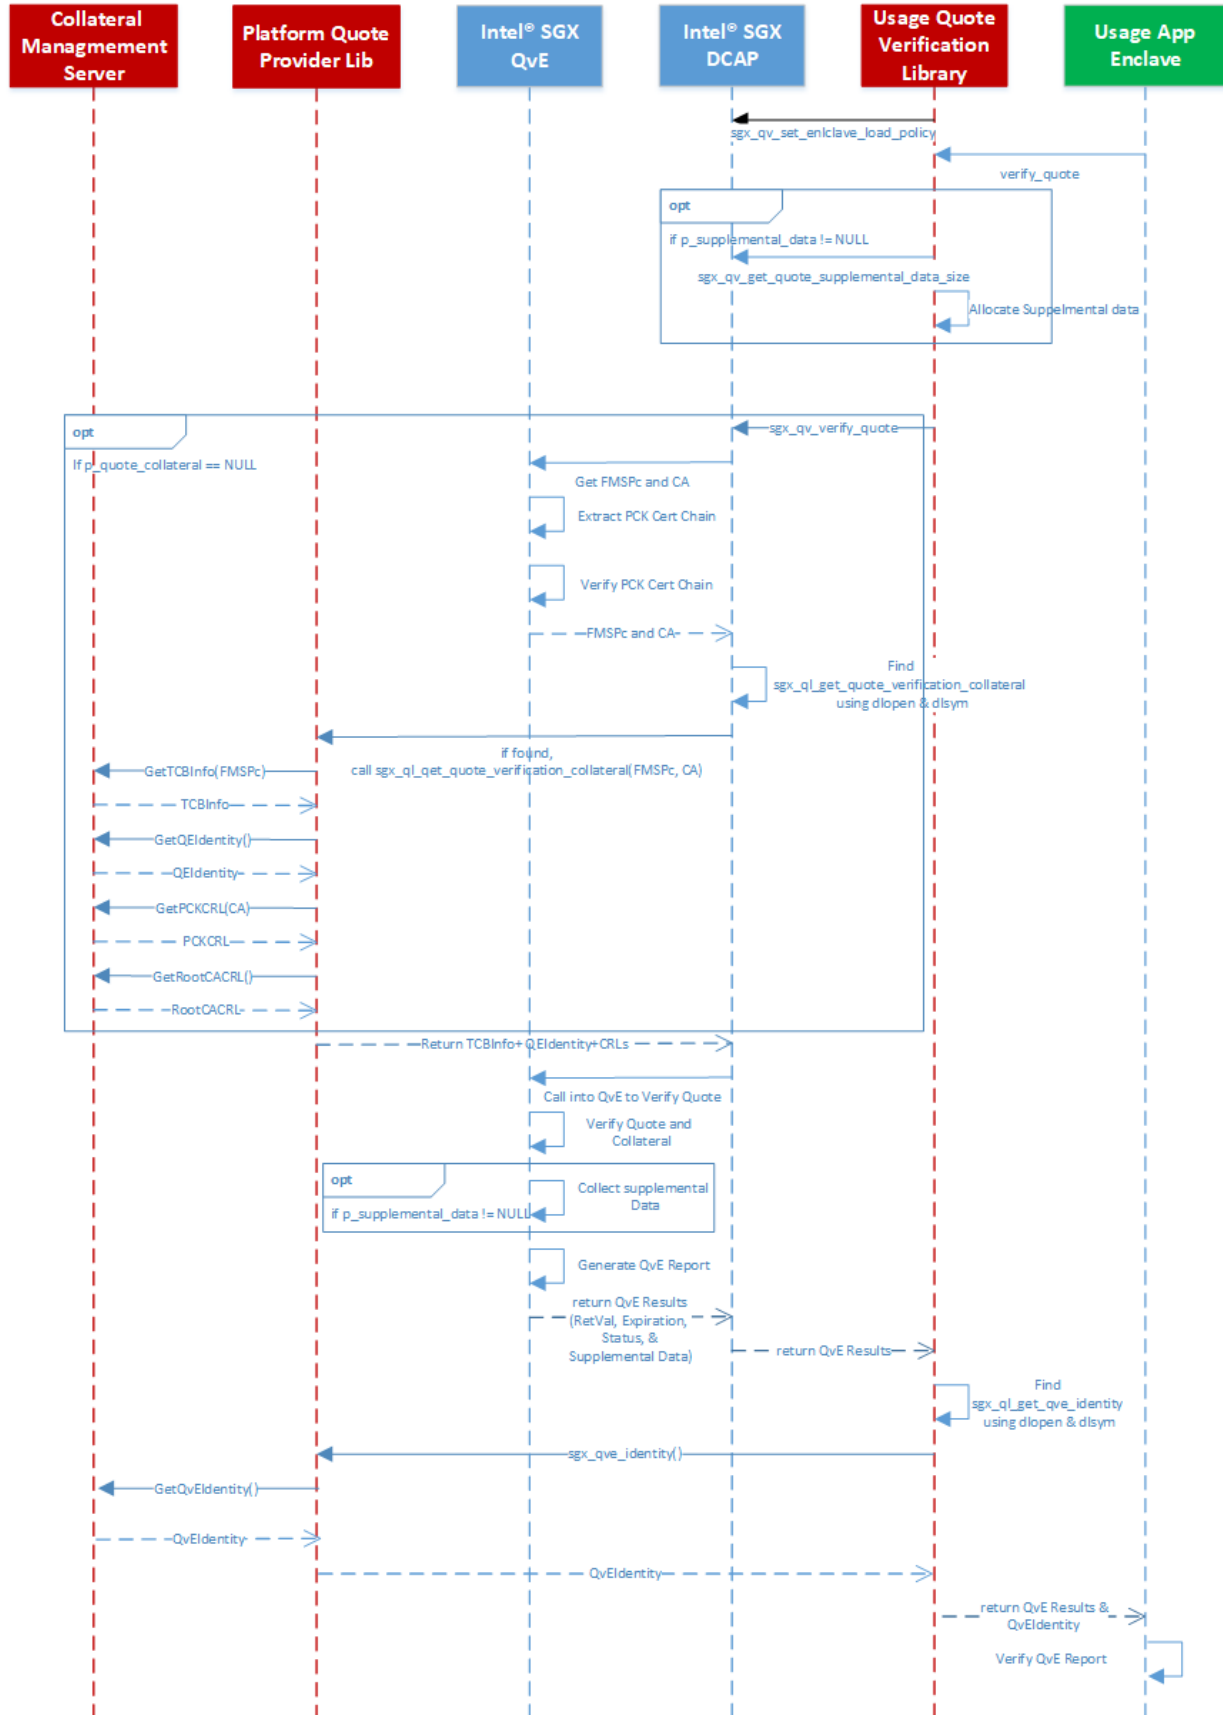 Collateral
Managmement
Server
Platform Quote
Provider Lib
Intel® SGX
QvE
Intel® SGX
DCAP
Usage Quote
Verification
Library
Usage App
Enclave
sgx_qv_set_enlclave_load_policy
verify_quote
opt
if p_supplemental_data != NULL
sgx_qv_get_quote_supplemental_data_size
Allocate Suppelmental data
opt
If p_quote_collateral == NULL
sgx_qv_verify_quote
Get FMSPc and CA
Extract PCK Cert Chain
Verify PCK Cert Chain
FMSPc and CA
Find
sgx_ql_get_quote_verification_collateral
using dlopen & dlsym
if found,
call sgx_ql_qet_quote_verification_collateral(FMSPc, CA)
GetTCBInfo(FMSPc)
TCBInfo
GetQEIdentity()
QEIdentity
GetPCKCRL(CA)
PCKCRL
GetRootCACRL()
RootCACRL
Return TCBInfo+QEIdentity+CRLs
Call into QvE to Verify Quote
Verify Quote and
Collateral
opt
if p_supplemental_data != NULL
Collect supplemental
Data
Generate QvE Report
return QvE Results
(RetVal, Expiration,
Status, &
Supplemental Data)
return QvE Results
Find
sgx_ql_get_qve_identity
using dlopen & dlsym
sgx_qve_identity()
GetQvEIdentity()
QvEIdentity
QvEIdentity
return QvE Results &
QvEIdentity
Verify QvE Report